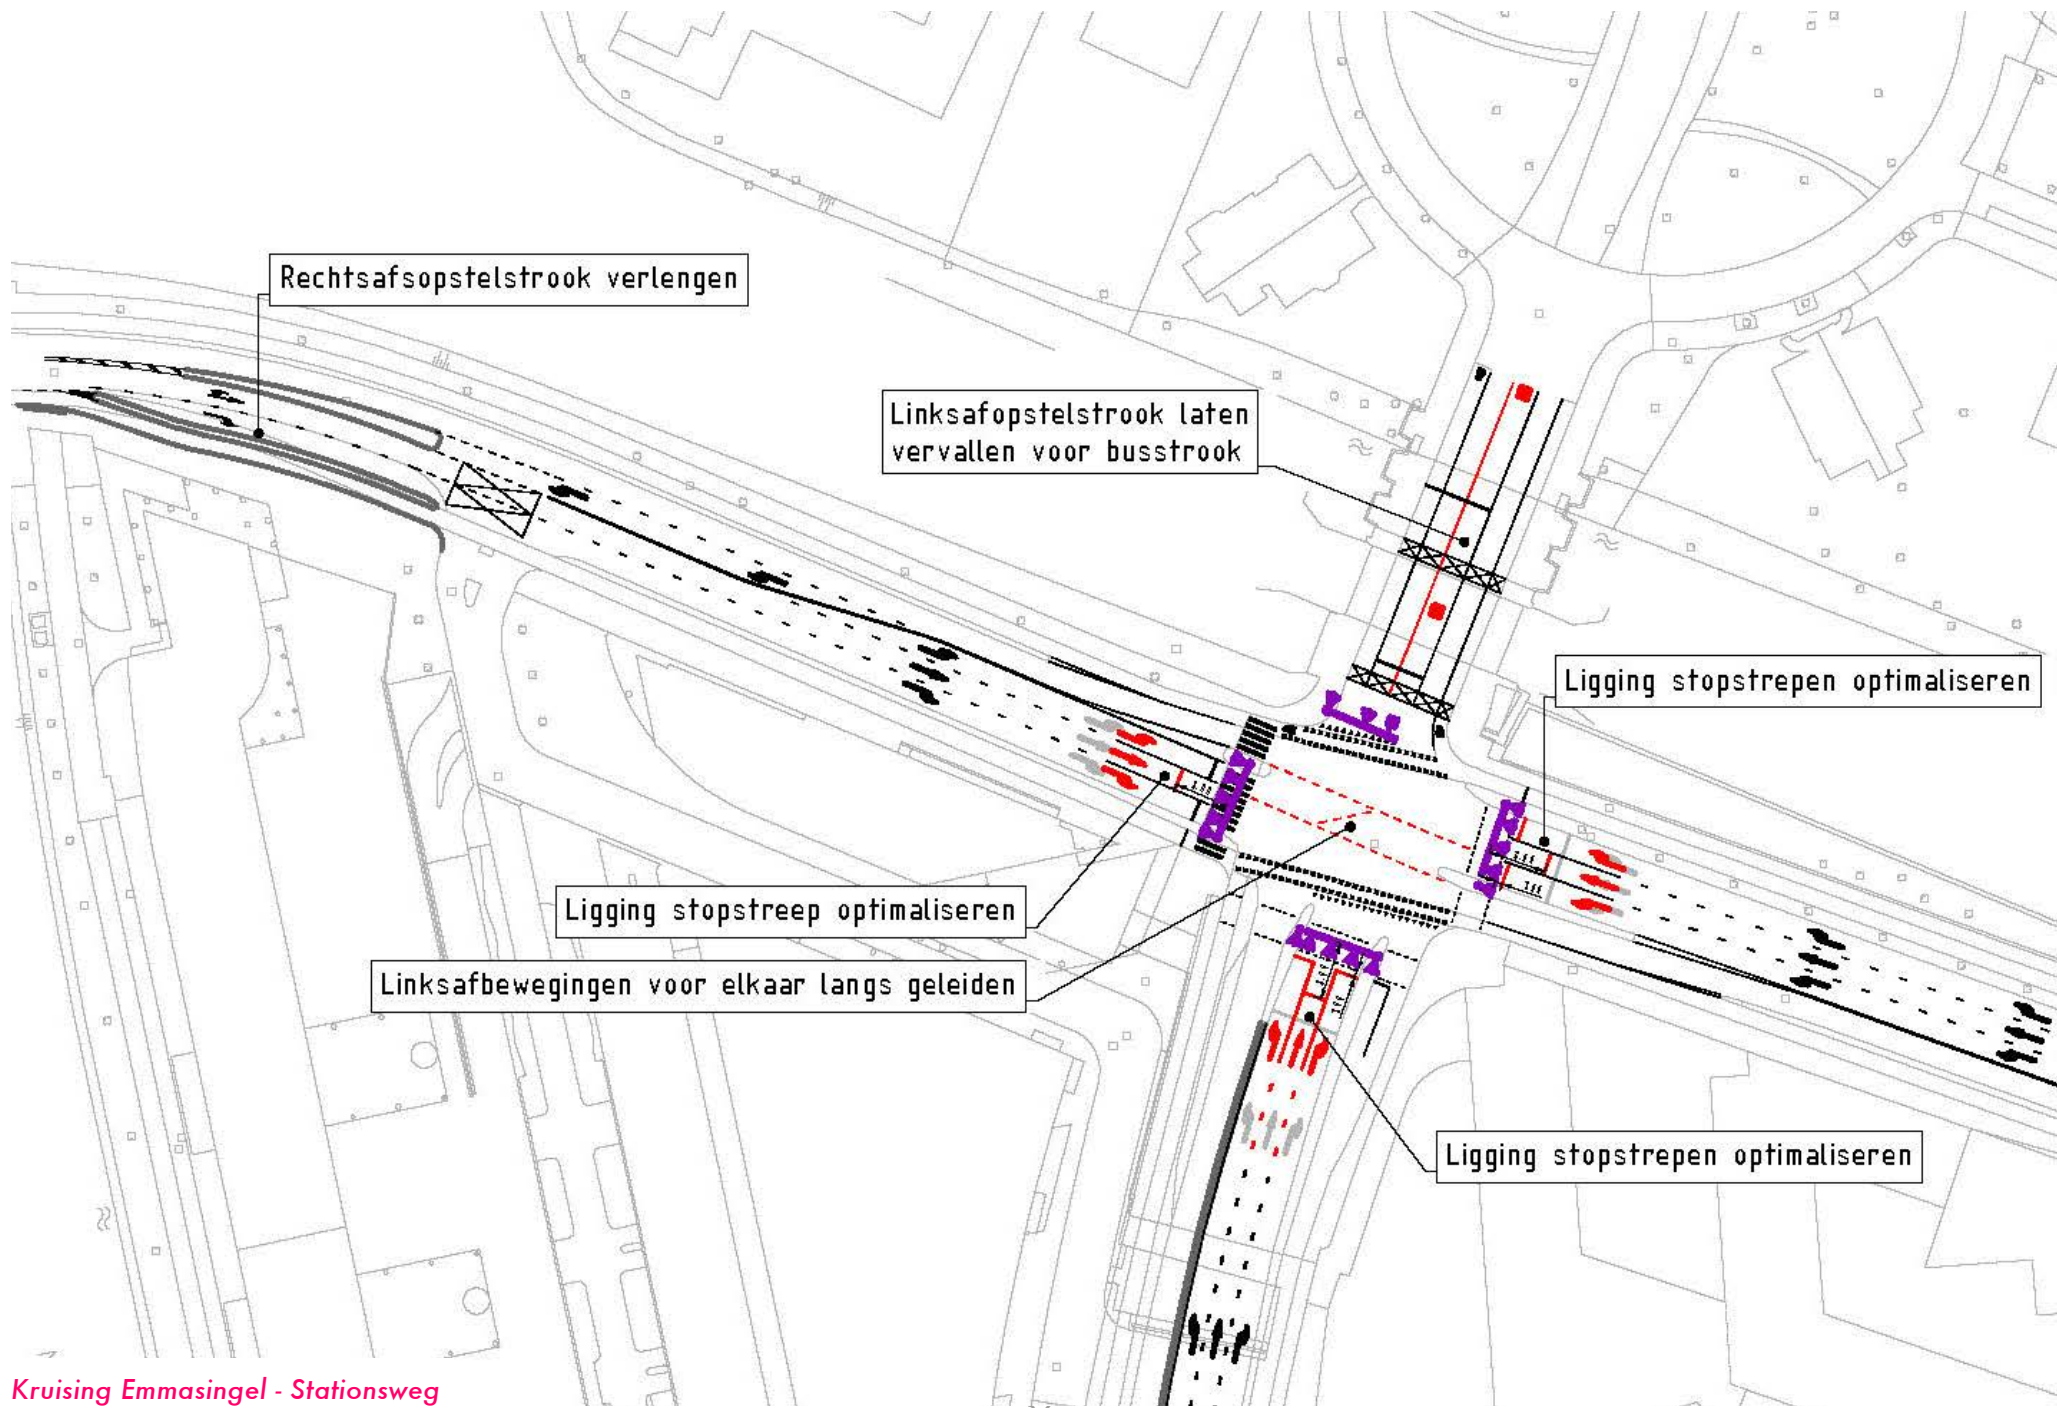 Rechtsafsopstelstrook verlengen
Linksafopstelstrook laten
vervallen voor busstrook
Ligging stopstrepen optimaliseren
Ligging stopstreep optimaliseren
Linksafbewegingen voor elkaar langs geleiden
Ligging stopstrepen optimaliseren
Kruising Emmasingel - Stationsweg